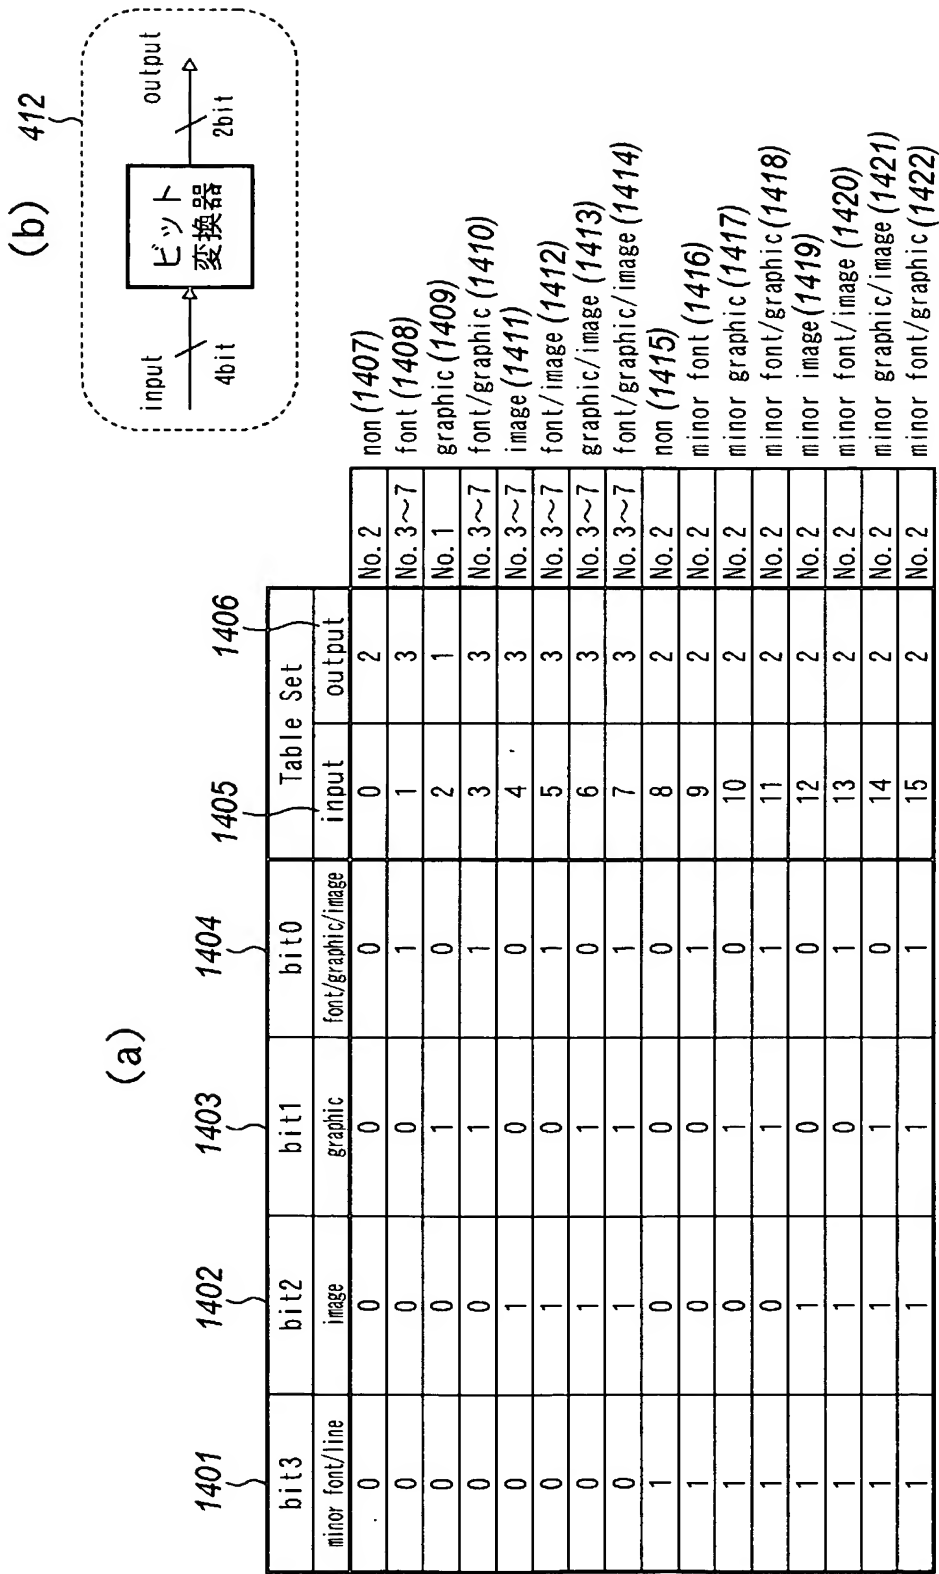 (a)
1401 1402 1403 1404 1405 1406
bit3 bit2 bit1 bit0 Table Set
minor font/line image graphic font/graphic/image input output
0 0 0 0 0 2 No. 2 non (1407)
0 0 0 1 1 3 No. 3〜7 font (1408)
0 0 1 0 2 1 No. 1 graphic (1409)
0 0 1 1 3 3 No. 3〜7 font/graphic (1410)
0 1 0 0 4 3 No. 3〜7 image (1411)
0 1 0 1 5 3 No. 3〜7 font/image (1412)
0 1 1 0 6 3 No. 3〜7 graphic/image (1413)
0 1 1 1 7 3 No. 3〜7 font/graphic/image (1414)
1 0 0 0 8 2 No. 2 non (1415)
1 0 0 1 9 2 No. 2 minor font (1416)
1 0 1 0 10 2 No. 2 minor graphic (1417)
1 0 1 1 11 2 No. 2 minor font/graphic (1418)
1 1 0 0 12 2 No. 2 minor image (1419)
1 1 0 1 13 2 No. 2 minor font/image (1420)
1 1 1 0 14 2 No. 2 minor graphic/image (1421)
1 1 1 1 15 2 No. 2 minor font/graphic (1422)
(b)
412
input
4bit
ビット
変換器
output
2bit